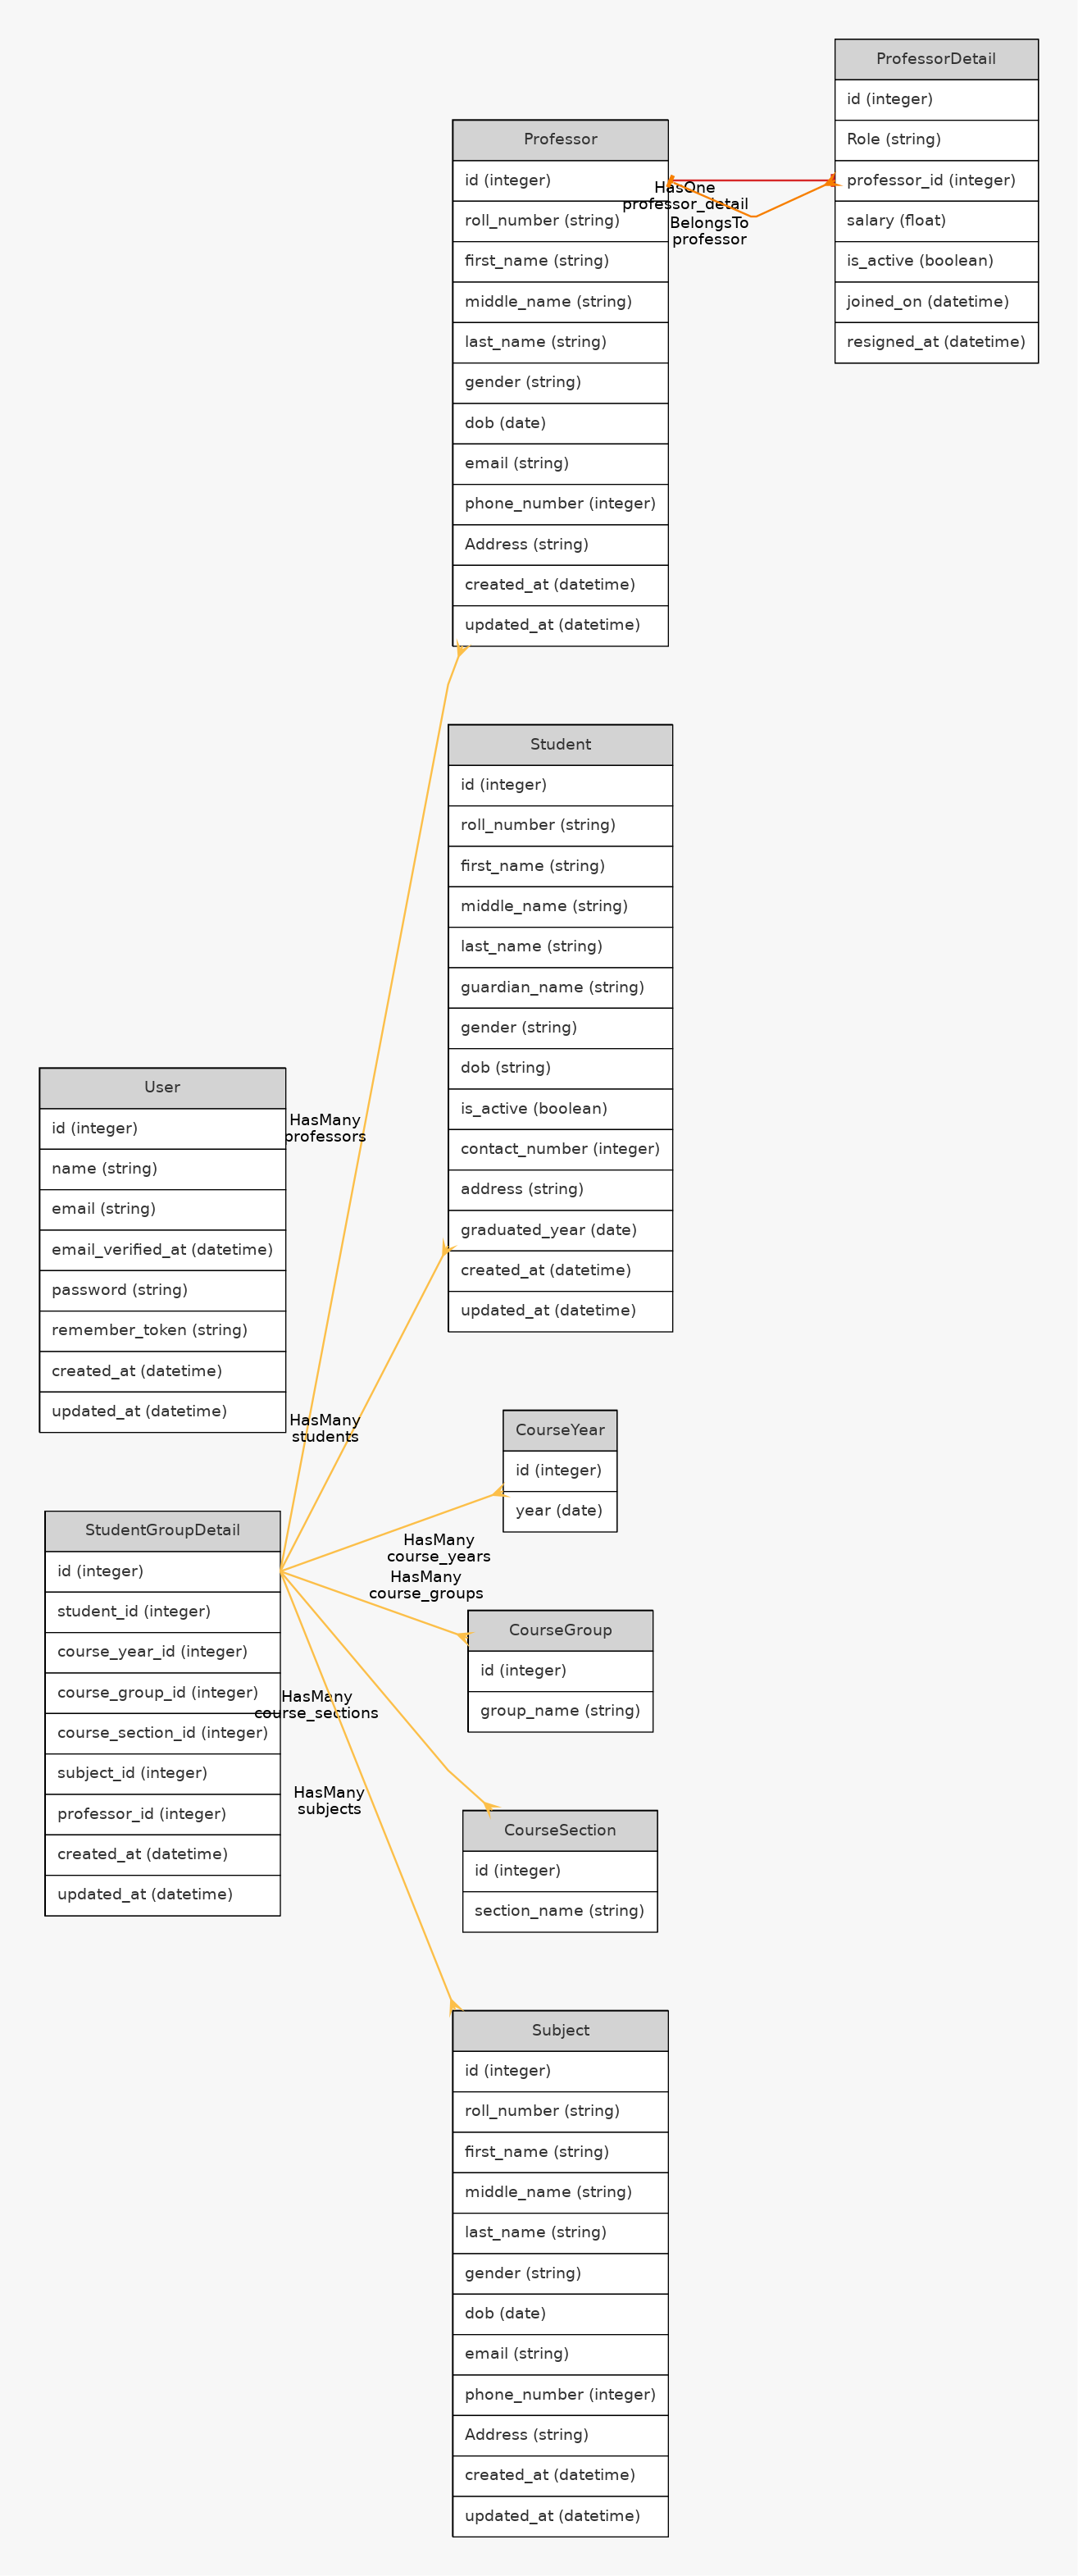 ProfessorDetail
id (integer)
Role (string)
professor_id (integer)
salary (float)
is_active (boolean)
joined_on (datetime)
resigned_at (datetime)
Professor
id (integer)
roll_number (string)
first_name (string)
middle_name (string)
last_name (string)
gender (string)
dob (date)
email (string)
phone_number (integer)
Address (string)
created_at (datetime)
updated_at (datetime)
HasOne
professor_detail
BelongsTo
professor
Student
id (integer)
roll_number (string)
first_name (string)
middle_name (string)
last_name (string)
guardian_name (string)
gender (string)
dob (string)
is_active (boolean)
contact_number (integer)
address (string)
graduated_year (date)
created_at (datetime)
updated_at (datetime)
User
id (integer)
name (string)
email (string)
email_verified_at (datetime)
password (string)
remember_token (string)
created_at (datetime)
updated_at (datetime)
HasMany
professors
HasMany
students
CourseYear
id (integer)
year (date)
StudentGroupDetail
id (integer)
student_id (integer)
course_year_id (integer)
course_group_id (integer)
course_section_id (integer)
subject_id (integer)
professor_id (integer)
created_at (datetime)
updated_at (datetime)
HasMany
course_years
HasMany
course_groups
CourseGroup
id (integer)
group_name (string)
HasMany
course_sections
HasMany
subjects
CourseSection
id (integer)
section_name (string)
Subject
id (integer)
roll_number (string)
first_name (string)
middle_name (string)
last_name (string)
gender (string)
dob (date)
email (string)
phone_number (integer)
Address (string)
created_at (datetime)
updated_at (datetime)